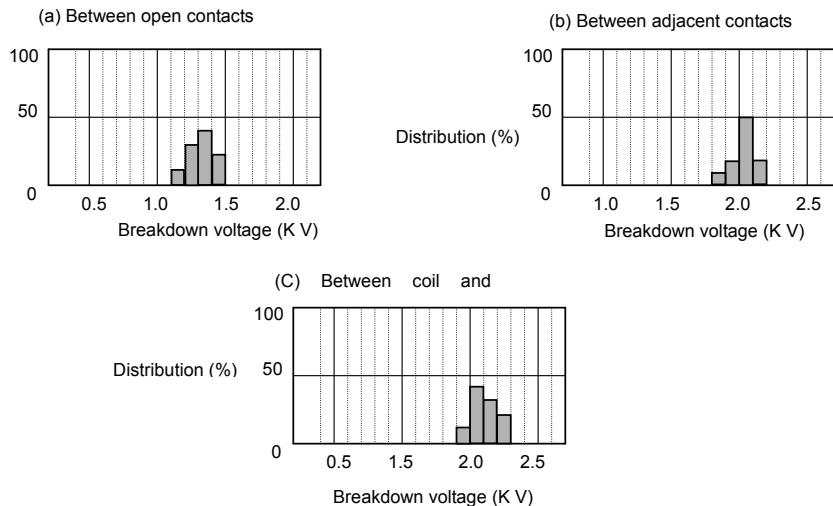 (a) Between open contacts
100
50
0
0.5 1.0 1.5 2.0
Breakdown voltage (K V)
(b) Between adjacent contacts
100
Distribution (%)
50
0
1.0 1.5 2.0 2.5
Breakdown voltage (K V)
(C) Between coil and
100
Distribution (%)
50
0
0.5 1.5 2.0 2.5
Breakdown voltage (K V)